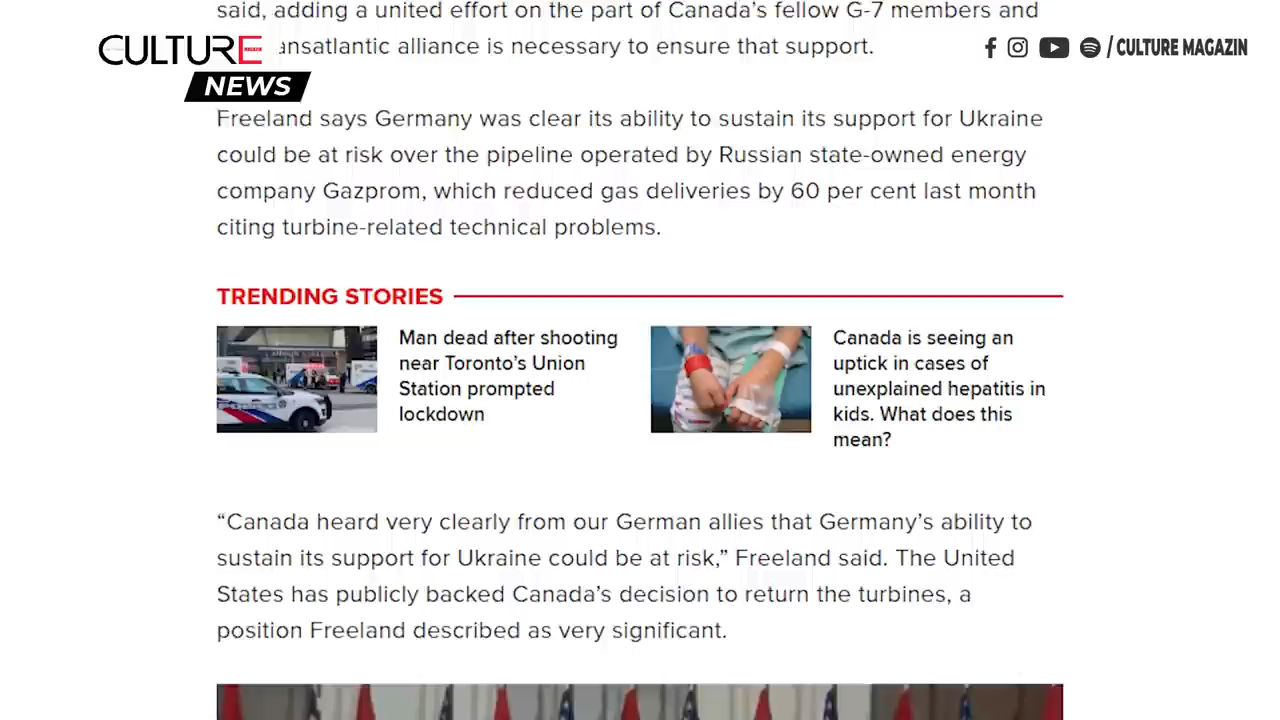 said, adding a united effort on the part of Canada's fellow G-7 members and
CULTURE
ansatlantic alliance is necessary to ensure that support.
/ CULTURE MAGAZIN
NEWS
Freeland says Germany was clear its ability to sustain its support for Ukraine
could be at risk over the pipeline operated by Russian state-owned energy
company Gazprom, which reduced gas deliveries by 60 per cent last month
citing turbine-related technical problems.
TRENDING STORIES
Man dead after shooting
near Toronto's Union
Station prompted
lockdown
Canada is seeing an
uptick in cases of
unexplained hepatitis in
kids. What does this
mean?
“Canada heard very clearly from our German allies that Germany's ability to
sustain its support for Ukraine could be at risk,” Freeland said. The United
States has publicly backed Canada's decision to return the turbines, a
position Freeland described as very significant.